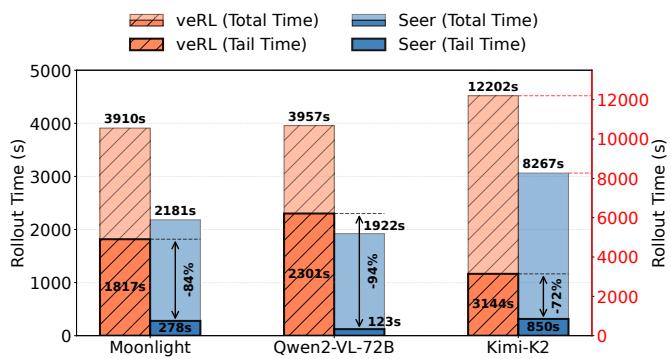 veRL (Total Time) Seer (Total Time)
veRL (Tail Time) Seer (Tail Time)
Rollout Time (s)
5000
4000
3000
2000
1000
0
3910s
2181s
1817s
-84%
278s
3957s
1922s
2301s
-94%
123s
12202s
8267s
3144s
-72%
850s
12000
10000
8000
6000
4000
2000
0
Rollout Time (s)
Moonlight Qwen2-VL-72B Kimi-K2